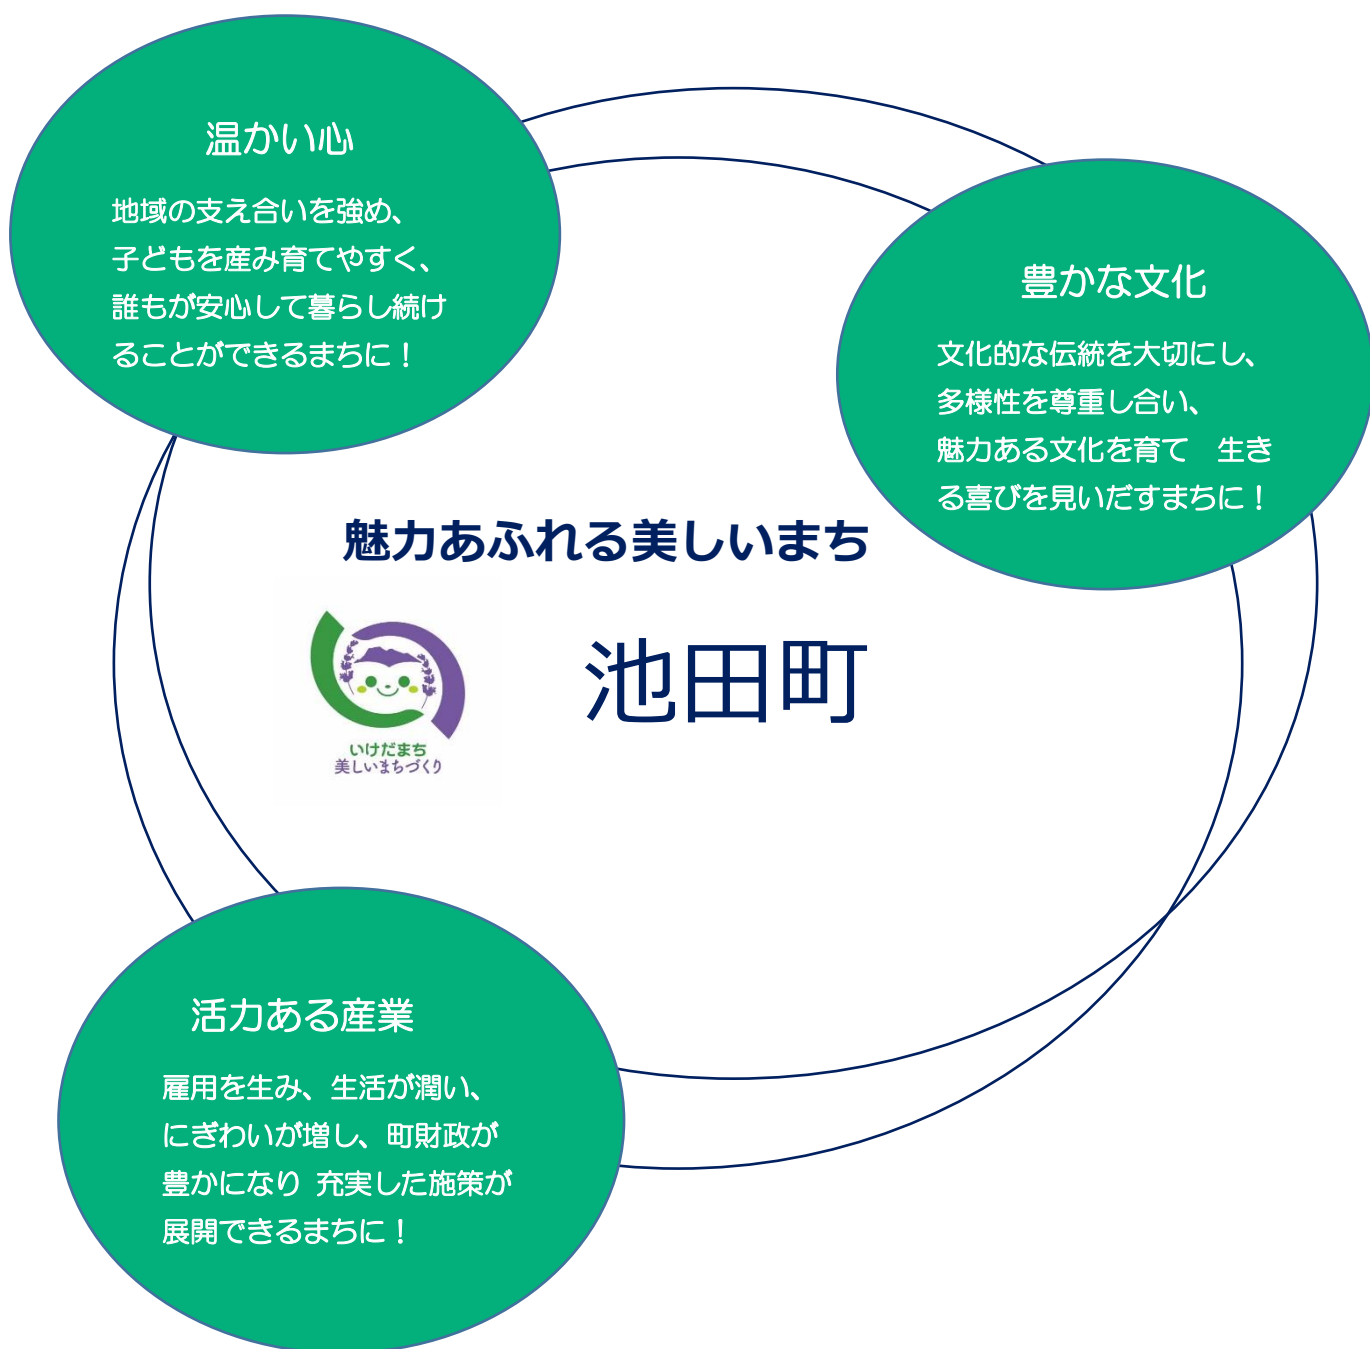 温かい心
地域の支え合いを強め、
子どもを産み育てやすく、
誰もが安心して暮らし続け
ることができるまちに！
豊かな文化
文化的な伝統を大切にし、
多様性を尊重し合い、
魅力ある文化を育て　生き
る喜びを見いだすまちに！
魅力あふれる美しいまち
池田町
いけだまち
美しいまちづくり
活力ある産業
雇用を生み、生活が潤い、
にぎわいが増し、町財政が
豊かになり 充実した施策が
展開できるまちに！